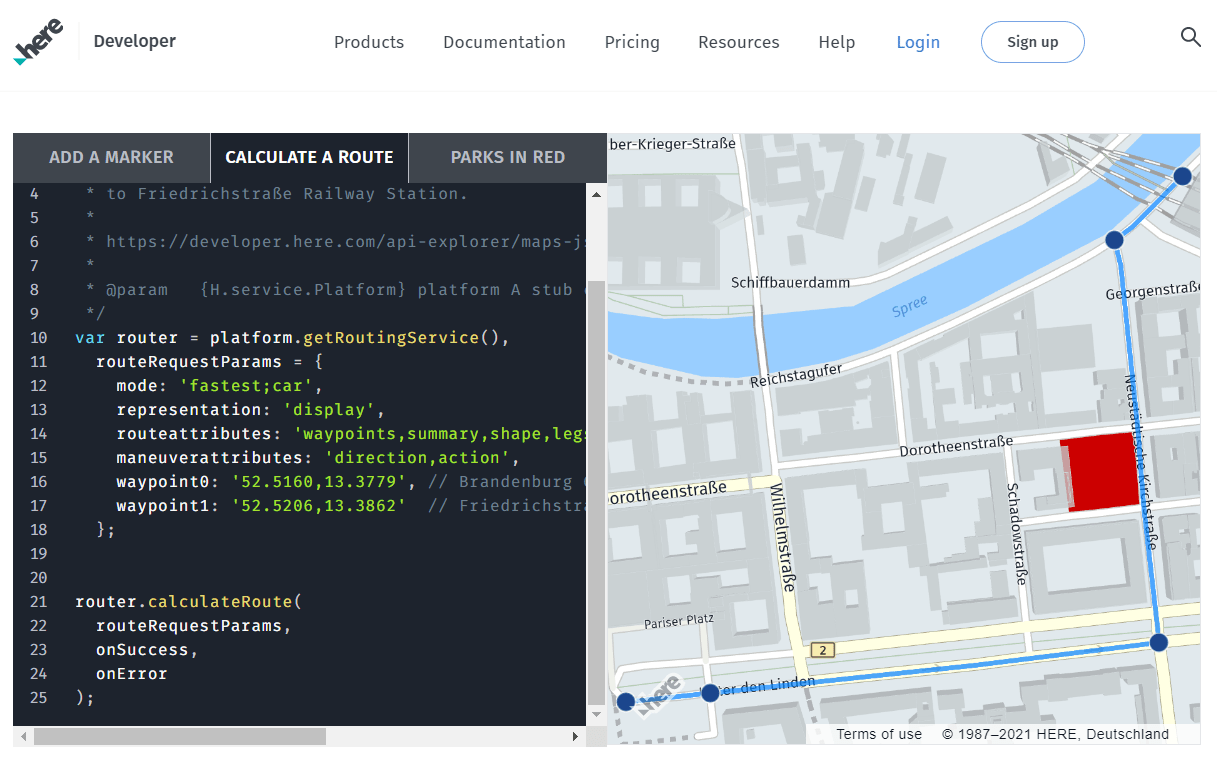 here
Developer
Products
Documentation
Pricing
Resources
Help
Login
Sign up
ADD A MARKER
CALCULATE A ROUTE
PARKS IN RED
4 * to Friedrichstraße Railway Station.
5 *
6 * https://developer.here.com/api-explorer/maps-js
7 *
8 * @param   {H.service.Platform} platform A stub
9 */
10 var router = platform.getRoutingService(),
11   routeRequestParams = {
12     mode: 'fastest;car',
13     representation: 'display',
14     routeattributes: 'waypoints,summary,shape,legs
15     maneuverattributes: 'direction,action',
16     waypoint0: '52.5160,13.3779', // Brandenburg
17     waypoint1: '52.5206,13.3862'  // Friedrichstra
18   };
19
20
21 router.calculateRoute(
22   routeRequestParams,
23   onSuccess,
24   onError
25 );
ber-Krieger-Straße
Schiffbauerdamm
Spree
Georgenstraße
Reichstagufer
Neustädtische Kirchstraße
Dorotheenstraße
orotheenstraße
Wilhelmstraße
Schadowstraße
Pariser Platz
2
ter den Linden
here
Terms of use
© 1987–2021 HERE, Deutschland